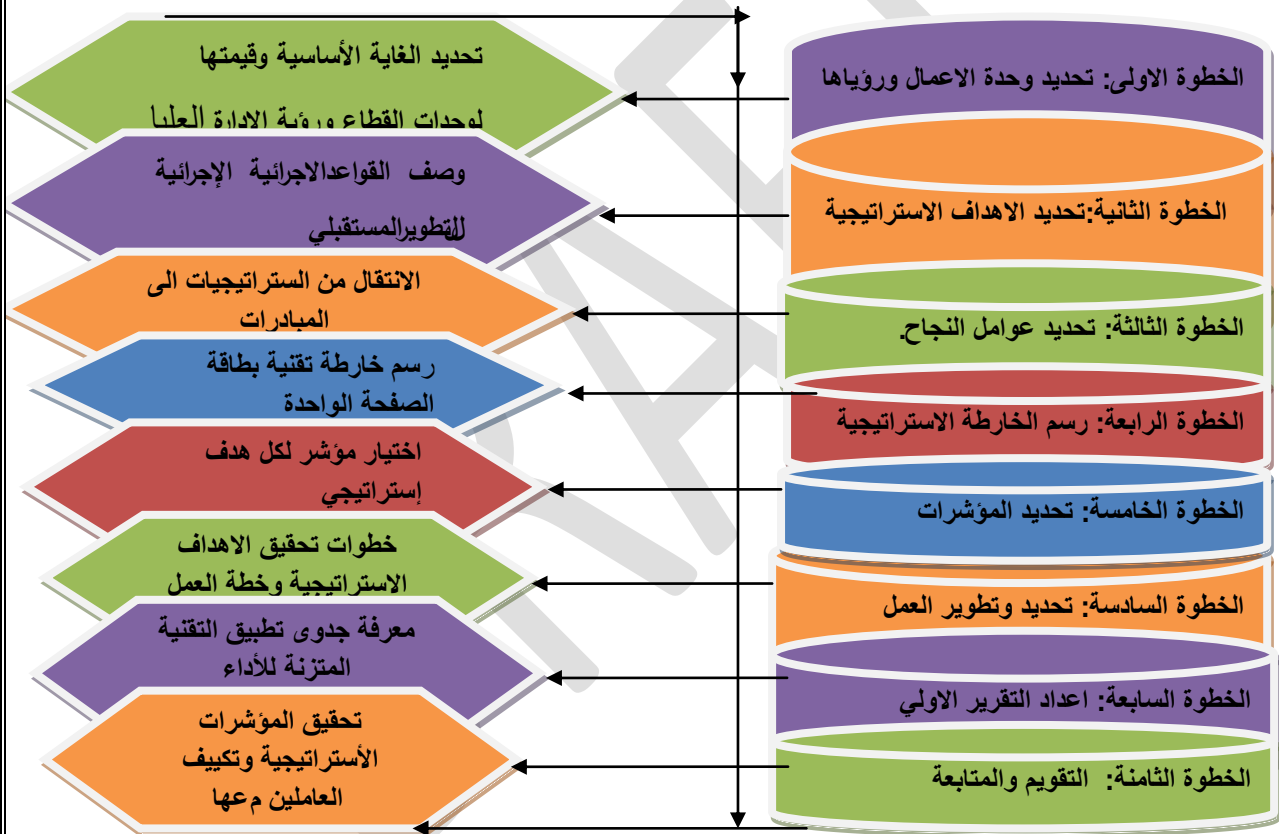 الخطوة الاولى: تحديد وحدة الاعمال ورؤياها
تحديد الغاية الأساسية وقيمتها
لوحدات القطاع ورؤية الادارة العليا
الخطوة الثانية:تحديد الاهداف الاستراتيجية
وصف القواعدالاجرائية الإجرائية
للتطويرالمستقبلي
الخطوة الثالثة: تحديد عوامل النجاح.
الانتقال من الستراتيجيات الى
المبادرات
الخطوة الرابعة: رسم الخارطة الاستراتيجية
رسم خارطة تقنية بطاقة
الصفحة الواحدة
الخطوة الخامسة: تحديد المؤشرات
اختيار مؤشر لكل هدف
إستراتيجي
الخطوة السادسة: تحديد وتطوير العمل
خطوات تحقيق الاهداف
الاستراتيجية وخطة العمل
الخطوة السابعة: اعداد التقرير الاولي
معرفة جدوى تطبيق التقنية
المتزنة للأداء
الخطوة الثامنة: التقويم والمتابعة
تحقيق المؤشرات
الأستراتيجية وتكييف
العاملين معها